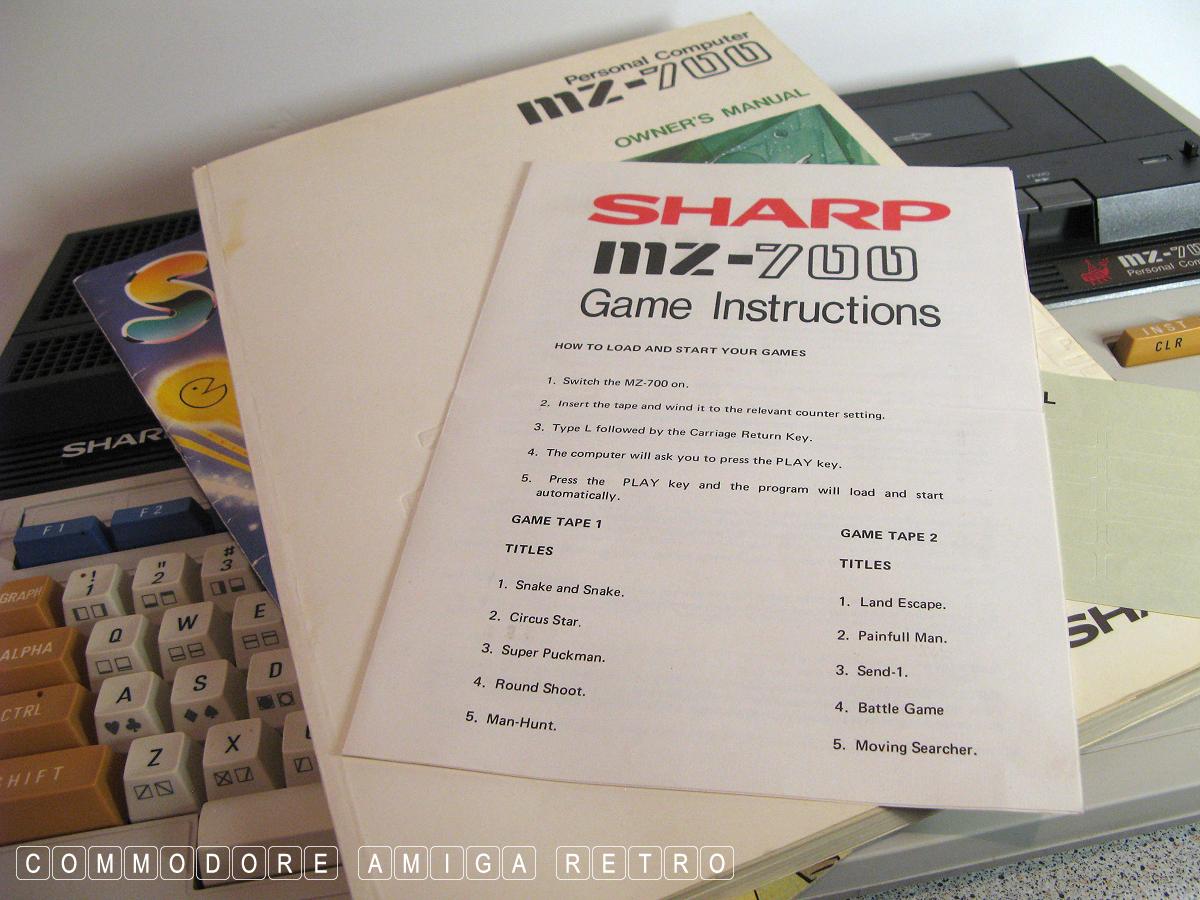 Personal Computer
MZ-700
OWNER'S MANUAL
SHARP
MZ-700
Game Instructions
HOW TO LOAD AND START YOUR GAMES
1. Switch the MZ-700 on.
2. Insert the tape and wind it to the relevant counter setting.
3. Type L followed by the Carriage Return Key.
4. The computer will ask you to press the PLAY key.
5. Press the PLAY key and the program will load and start
automatically.
GAME TAPE 1
TITLES
1. Snake and Snake.
2. Circus Star.
3. Super Puckman.
4. Round Shoot.
5. Man-Hunt.
GAME TAPE 2
TITLES
1. Land Escape.
2. Painfull Man.
3. Send-1.
4. Battle Game
5. Moving Searcher.
MZ-70
Personal Com
INST
CLR
L
SHA
S
SHAR
F1 F2
GRAPH ! 1 " 2 # 3
ALPHA Q W E
CTRL A S D
SHIFT Z X
COMMODORE AMIGA RETRO